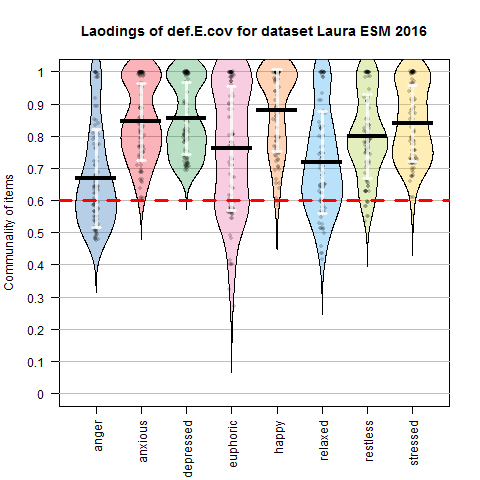 Laodings of def.E.cov for dataset Laura ESM 2016
Communality of items
1
0.9
0.8
0.7
0.6
0.5
0.4
0.3
0.2
0.1
0
anger
anxious
depressed
euphoric
happy
relaxed
restless
stressed